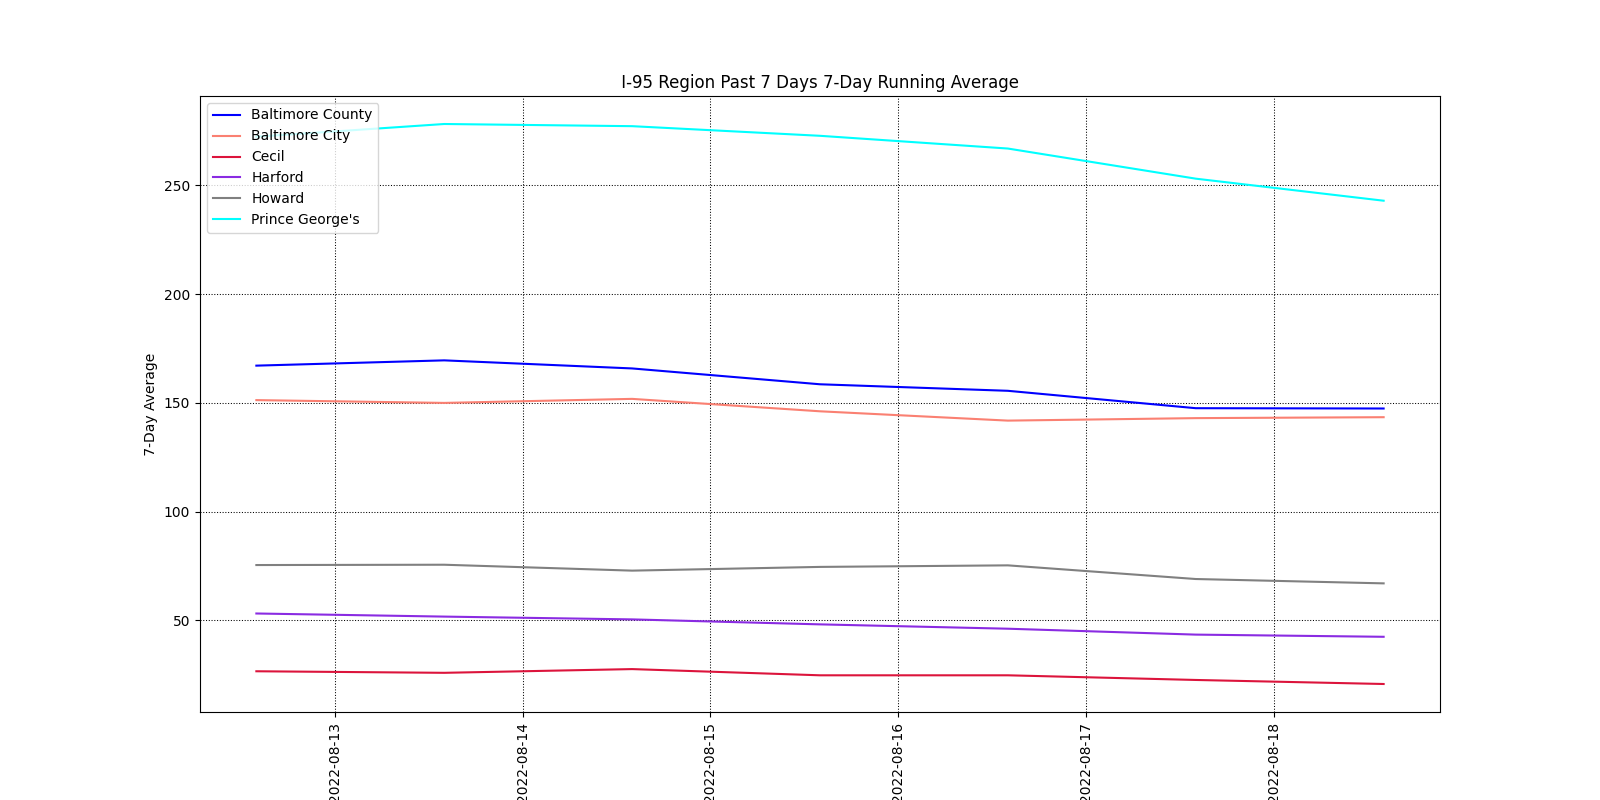 I-95 Region Past 7 Days 7-Day Running Average
Baltimore County
Baltimore City
Cecil
Harford
Howard
Prince George's
250
200
150
100
50
7-Day Average
2022-08-13
2022-08-14
2022-08-15
2022-08-16
2022-08-17
2022-08-18